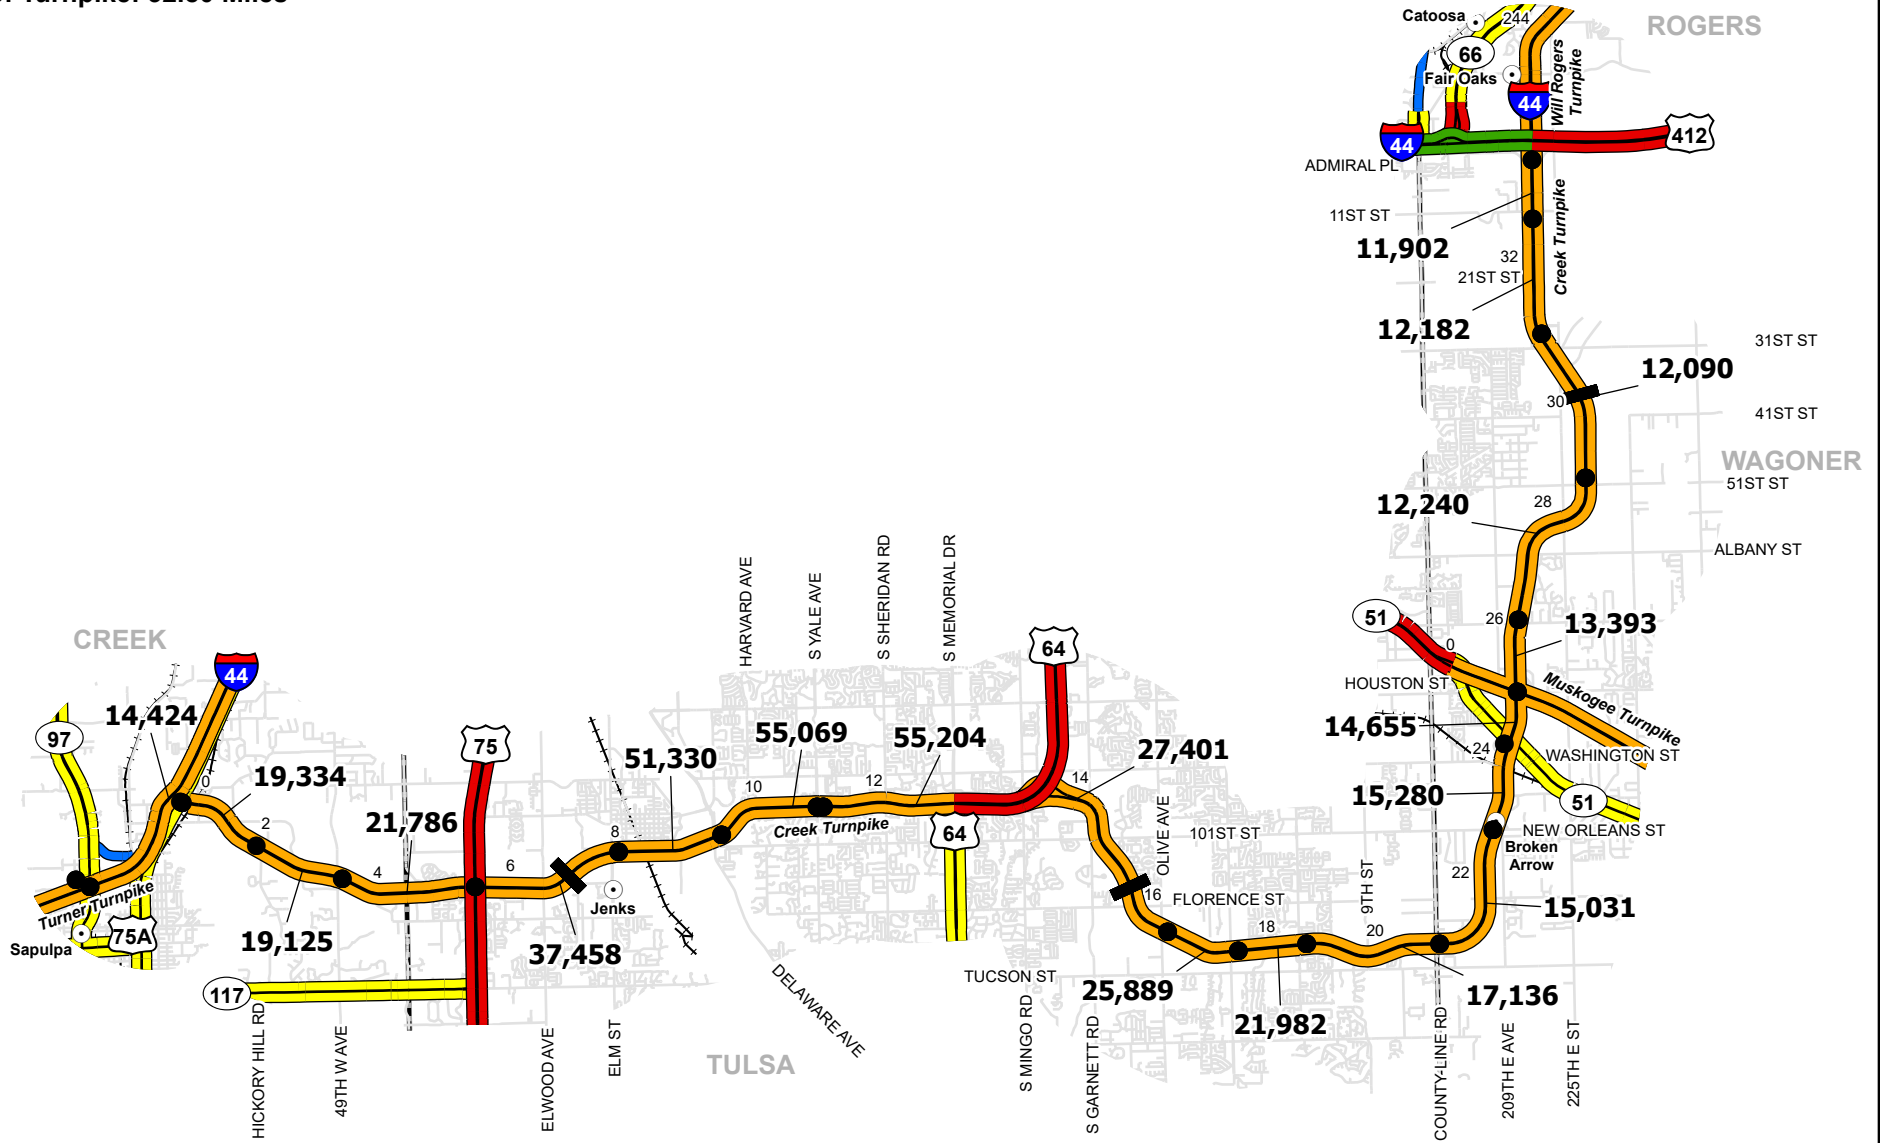 Catoosa
244
ROGERS
66
Fair Oaks
Will Rogers
Turnpike
44
44
412
ADMIRAL PL
11ST ST
11,902
Creek Turnpike
32
21ST ST
12,182
31ST ST
12,090
30
41ST ST
WAGONER
51ST ST
28
12,240
ALBANY ST
51
26
13,393
0
HOUSTON ST
Muskogee Turnpike
14,655
24
WASHINGTON ST
15,280
51
NEW ORLEANS ST
Broken
Arrow
22
15,031
CREEK
44
97
14,424
0
19,334
2
75
21,786
4
6
8
51,330
HARVARD AVE
S YALE AVE
S SHERIDAN RD
S MEMORIAL DR
55,069
55,204
10
12
Creek Turnpike
64
64
14
27,401
OLIVE AVE
101ST ST
16
FLORENCE ST
9TH ST
18
20
Turner Turnpike
75A
Sapulpa
19,125
Jenks
37,458
117
TUCSON ST
25,889
21,982
17,136
DELAWARE AVE
TULSA
HICKORY HILL RD
49TH W AVE
ELWOOD AVE
ELM ST
S MINGO RD
S GARNETT RD
COUNTY-LINE RD
209TH E AVE
225TH E ST